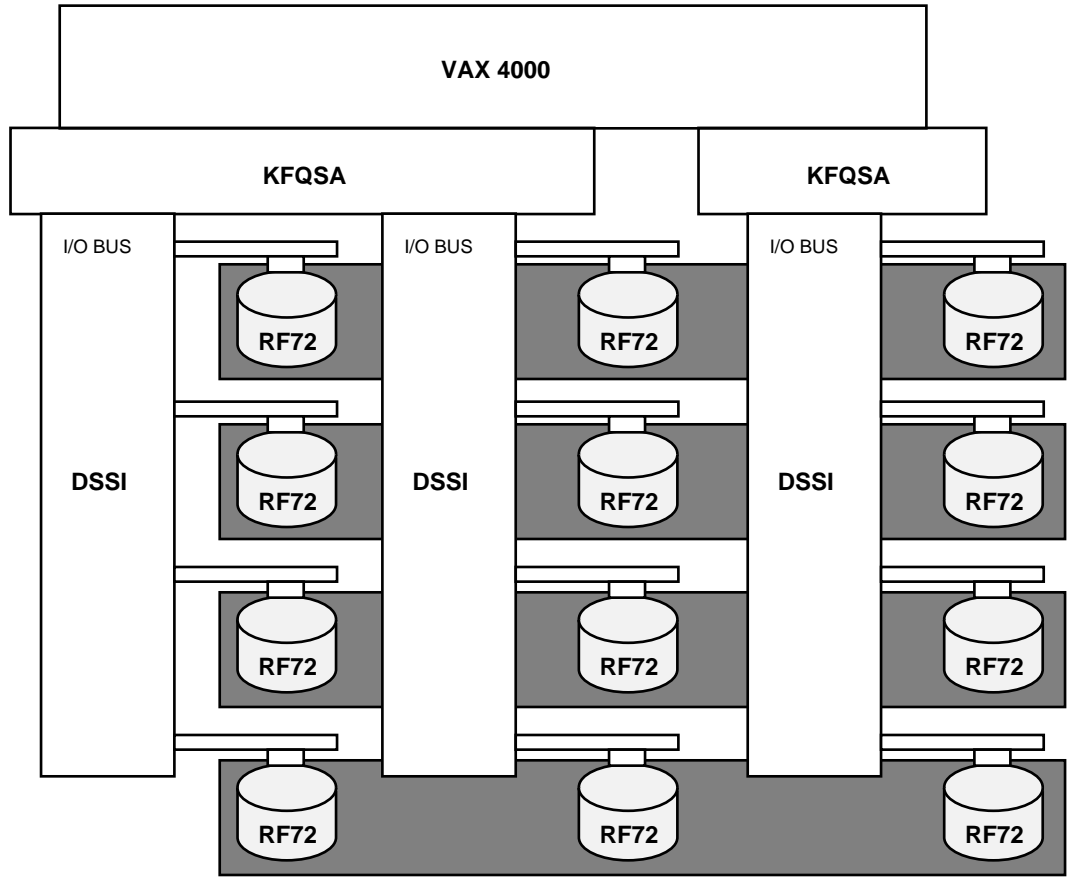 VAX 4000
KFQSA KFQSA
I/O BUS I/O BUS I/O BUS
RF72 RF72 RF72
DSSI RF72 DSSI RF72 DSSI RF72
RF72 RF72 RF72
RF72 RF72 RF72